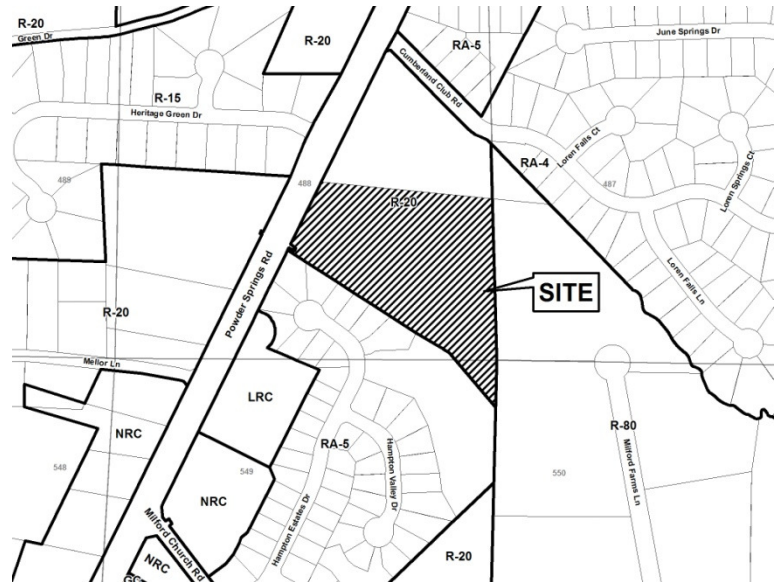 R-20
Green Dr
R-20
RA-5
June Springs Dr
Cumberland Club Rd
R-15
Heritage Green Dr
RA-4
Loren Falls Ct
Loren Springs Ct
489
488
487
R-20
Loren Falls Ln
Powder Springs Rd
SITE
R-20
Mellor Ln
LRC
NRC
RA-5
R-80
Hampton Valley Dr
Milford Farms Ln
548
549
550
NRC
Hampton Estates Dr
Milford Church Rd
NRC
R-20